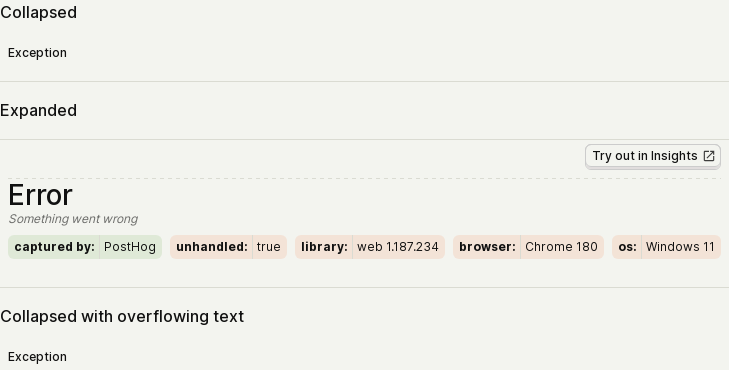 Collapsed
Exception
Expanded
Try out in Insights
Error
Something went wrong
captured by: PostHog unhandled: true library: web 1.187.234 browser: Chrome 180 os: Windows 11
Collapsed with overflowing text
Exception